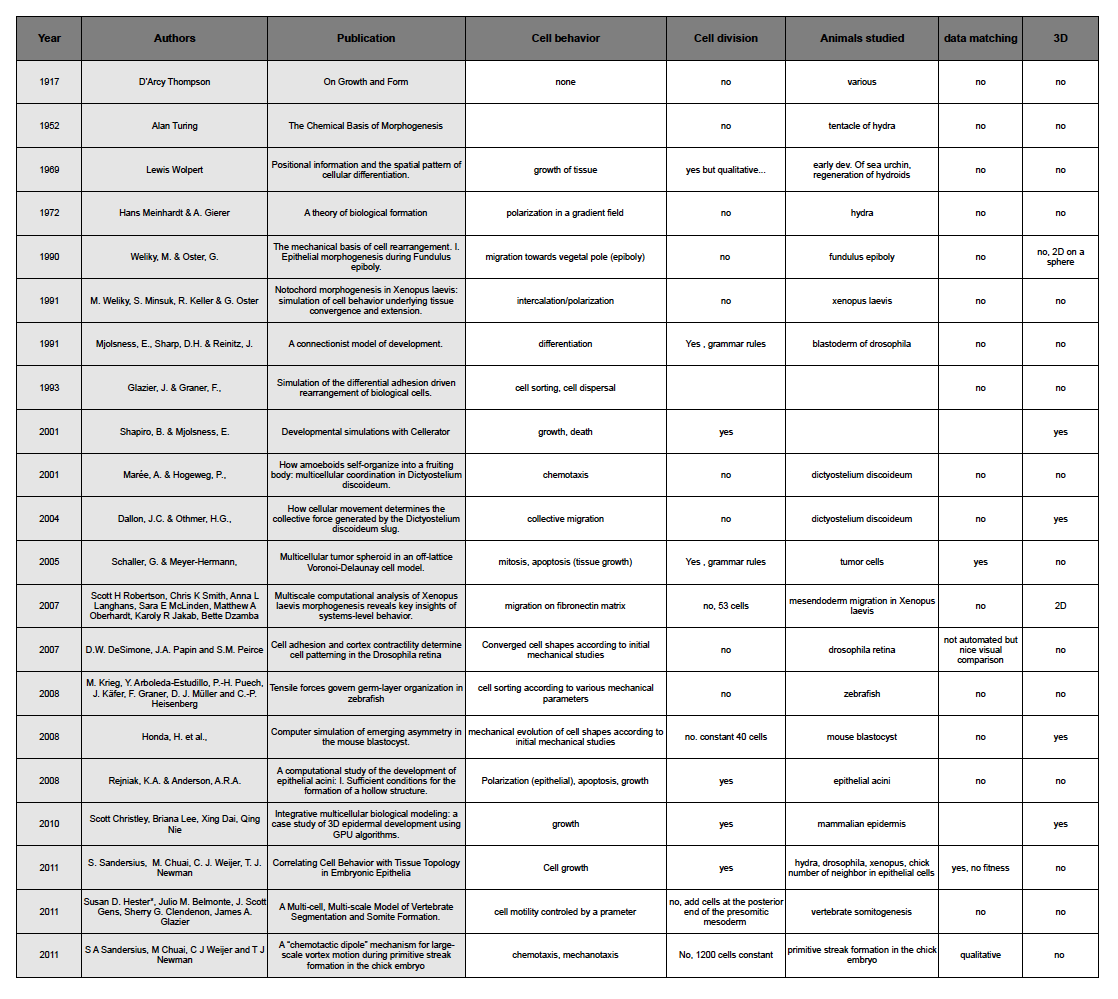 Year Authors Publication Cell behavior Cell division Animals studied data matching 3D
1917 D'Arcy Thompson On Growth and Form none no various no no
1952 Alan Turing The Chemical Basis of Morphogenesis no tentacle of hydra no no
1969 Lewis Wolpert Positional information and the spatial pattern of
cellular differentiation. growth of tissue yes but qualitative... early dev. Of sea urchin,
regeneration of hydroids no no
1972 Hans Meinhardt & A. Gierer A theory of biological formation polarization in a gradient field no hydra no no
1990 Weliky, M. & Oster, G. The mechanical basis of cell rearrangement. I.
Epithelial morphogenesis during Fundulus
epiboly. migration towards vegetal pole (epiboly) no fundulus epiboly no no, 2D on a
sphere
1991 M. Weliky, S. Minsuk, R. Keller & G. Oster Notochord morphogenesis in Xenopus laevis:
simulation of cell behavior underlying tissue
convergence and extension. intercalation/polarization no xenopus laevis no no
1991 Mjolsness, E., Sharp, D.H. & Reinitz, J. A connectionist model of development. differentiation Yes , grammar rules blastoderm of drosophila no no
1993 Glazier, J. & Graner, F., Simulation of the differential adhesion driven
rearrangement of biological cells. cell sorting, cell dispersal no no
2001 Shapiro, B. & Mjolsness, E. Developmental simulations with Cellerator growth, death yes yes
2001 Marée, A. & Hogeweg, P., How amoeboids self-organize into a fruiting
body: multicellular coordination in Dictyostelium
discoideum. chemotaxis no dictyostelium discoideum no no
2004 Dallon, J.C. & Othmer, H.G., How cellular movement determines the
collective force generated by the Dictyostelium
discoideum slug. collective migration no dictyostelium discoideum no yes
2005 Schaller, G. & Meyer-Hermann, Multicellular tumor spheroid in an off-lattice
Voronoi-Delaunay cell model. mitosis, apoptosis (tissue growth) Yes , grammar rules tumor cells yes no
2007 Scott H Robertson, Chris K Smith, Anna L
Langhans, Sara E McLinden, Matthew A
Oberhardt, Karoly R Jakab, Bette Dzamba Multiscale computational analysis of Xenopus
laevis morphogenesis reveals key insights of
systems-level behavior. migration on fibronectin matrix no, 53 cells mesendoderm migration in Xenopus
laevis no 2D
2007 D.W. DeSimone, J.A. Papin and S.M. Peirce Cell adhesion and cortex contractility determine
cell patterning in the Drosophila retina Converged cell shapes according to initial
mechanical studies no drosophila retina not automated but
nice visual
comparison no
2008 M. Krieg, Y. Arboleda-Estudillo, P.-H. Puech,
J. Käfer, F. Graner, D. J. Müller and C.-P.
Heisenberg Tensile forces govern germ-layer organization in
zebrafish cell sorting according to various mechanical
parameters no zebrafish no no
2008 Honda, H. et al., Computer simulation of emerging asymmetry in
the mouse blastocyst. mechanical evolution of cell shapes according to
initial mechanical studies no. constant 40 cells mouse blastocyst no yes
2008 Rejniak, K.A. & Anderson, A.R.A. A computational study of the development of
epithelial acini: I. Sufficient conditions for the
formation of a hollow structure. Polarization (epithelial), apoptosis, growth yes epithelial acini no no
2010 Scott Christley, Briana Lee, Xing Dai, Qing
Nie Integrative multicellular biological modeling: a
case study of 3D epidermal development using
GPU algorithms. growth yes mammalian epidermis yes
2011 S. Sandersius, M. Chuai, C. J. Weijer, T. J.
Newman Correlating Cell Behavior with Tissue Topology
in Embryonic Epithelia Cell growth yes hydra, drosophila, xenopus, chick
number of neighbor in epithelial cells yes, no fitness no
2011 Susan D. Hester*, Julio M. Belmonte, J. Scott
Gens, Sherry G. Clendenon, James A.
Glazier A Multi-cell, Multi-scale Model of Vertebrate
Segmentation and Somite Formation. cell motility controled by a prameter no, add cells at the posterior
end of the presomitic
mesoderm vertebrate somitogenesis no no
2011 S A Sandersius, M Chuai, C J Weijer and T J
Newman A "chemotactic dipole" mechanism for large-
scale vortex motion during primitive streak
formation in the chick embryo chemotaxis, mechanotaxis No, 1200 cells constant primitive streak formation in the chick
embryo qualitative no